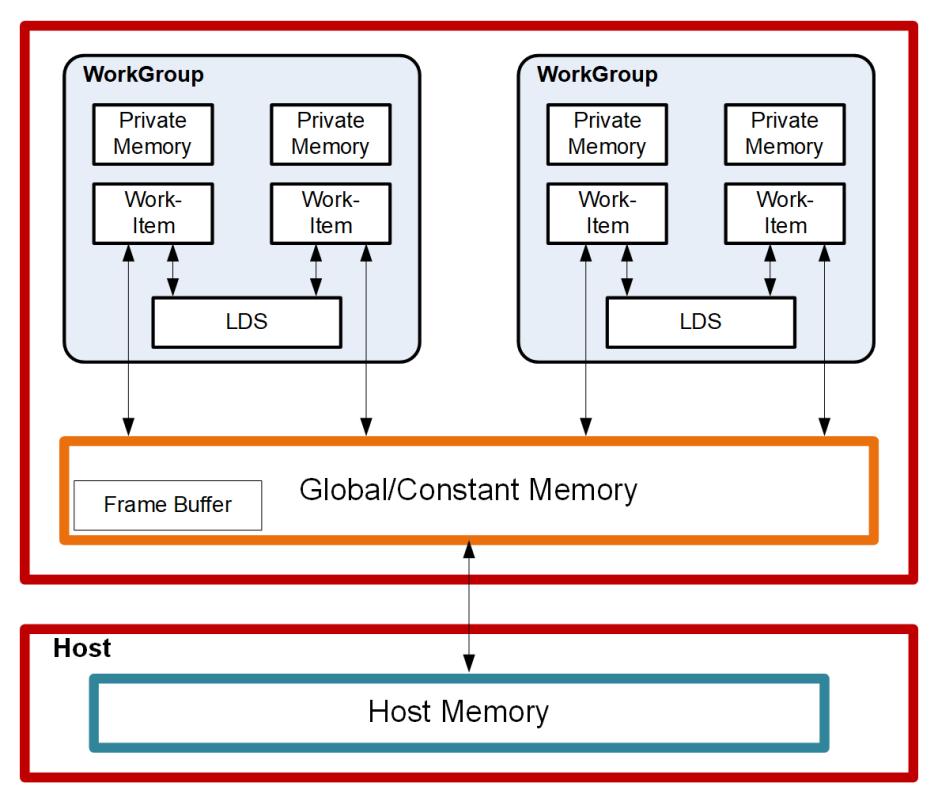 WorkGroup
Private
Memory
Private
Memory
Work-
Item
Work-
Item
LDS
WorkGroup
Private
Memory
Private
Memory
Work-
Item
Work-
Item
LDS
Global/Constant Memory
Frame Buffer
Host
Host Memory